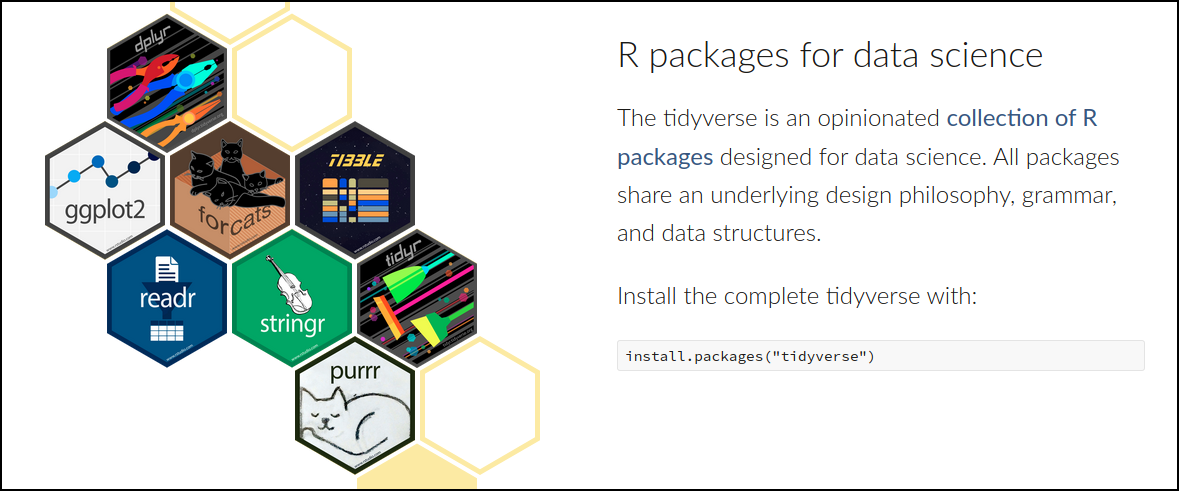 dplyr
R packages for data science
The tidyverse is an opinionated collection of R
packages designed for data science. All packages
share an underlying design philosophy, grammar,
and data structures.
Install the complete tidyverse with:
install.packages("tidyverse")
ggplot2
forcats
TIBBLE
readr
stringr
tidyr
purrr